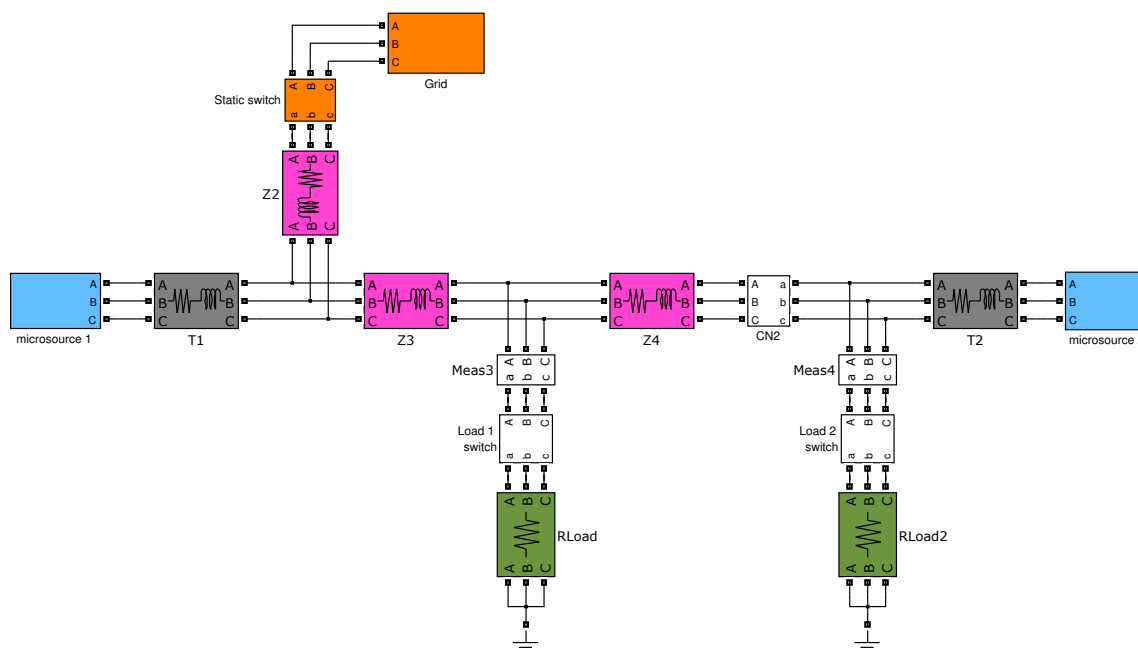 A
B
C
Grid
A B C
Static switch
a b c
A B C
Z2
A B C
A
B
C
microsource 1
A A
B B
C C
T1
A A
B B
C C
Z3
A A
B B
C C
Z4
A a
B b
C c
CN2
A A
B B
C C
T2
A
B
C
microsource
A B C
Meas3
a b c
A B C
Load 1
switch
a b c
A B C
RLoad
A B C
A B C
Meas4
a b c
A B C
Load 2
switch
a b c
A B C
RLoad2
A B C